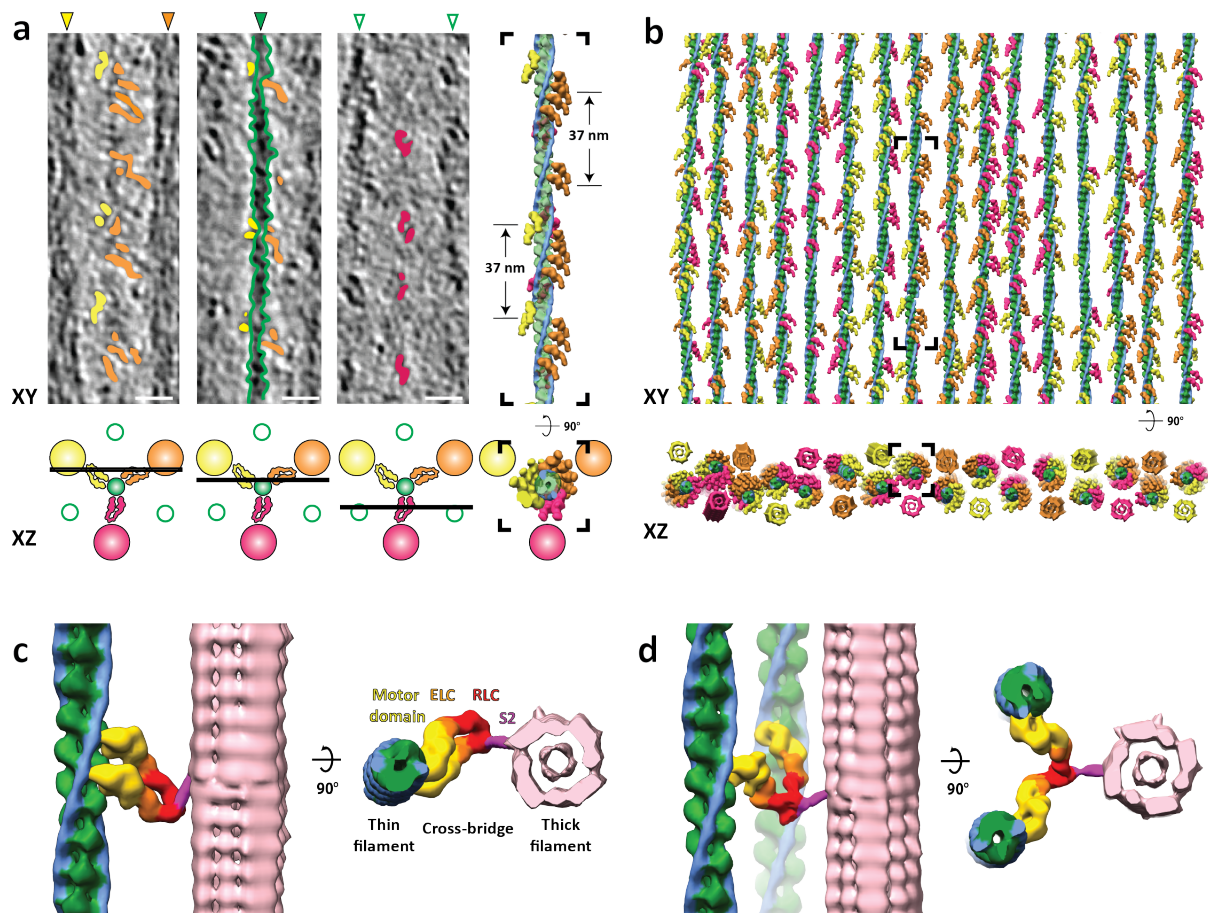 a
b
37 nm
37 nm
XY
XY
90°
90°
XZ
XZ
c
d
Motor
domain
ELC
RLC
S2
90°
90°
Thin
filament
Cross-bridge
Thick
filament